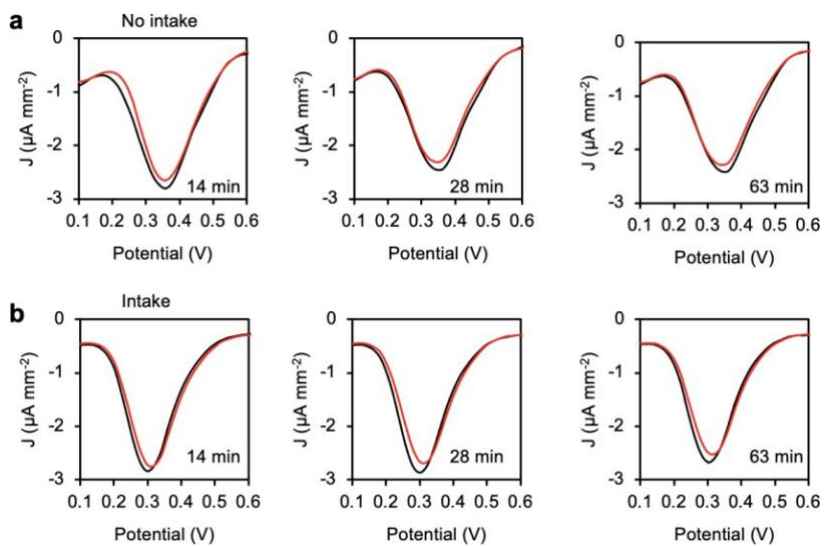 a
No intake
0
-1
-2
-3
J (µA mm-2)
14 min
0.1 0.2 0.3 0.4 0.5 0.6
Potential (V)
0
-1
-2
-3
J (µA mm-2)
28 min
0.1 0.2 0.3 0.4 0.5 0.6
Potential (V)
0
-1
-2
-3
J (µA mm-2)
63 min
0.1 0.2 0.3 0.4 0.5 0.6
Potential (V)
b
Intake
0
-1
-2
-3
J (µA mm-2)
14 min
0.1 0.2 0.3 0.4 0.5 0.6
Potential (V)
0
-1
-2
-3
J (µA mm-2)
28 min
0.1 0.2 0.3 0.4 0.5 0.6
Potential (V)
0
-1
-2
-3
J (µA mm-2)
63 min
0.1 0.2 0.3 0.4 0.5 0.6
Potential (V)